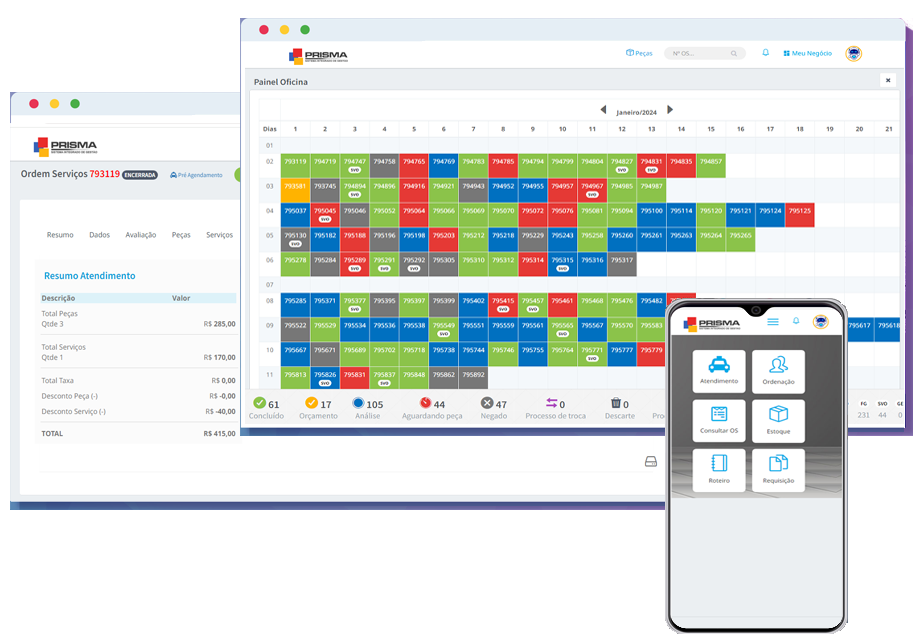 PRISMA
SISTEMA INTEGRADO DE GESTÃO
Peças
Nº OS...
Meu Negócio
Painel Oficina
Janeiro/2024
Dias 1 2 3 4 5 6 7 8 9 10 11 12 13 14 15 16 17 18 19 20 21
01
02 793119 794719 794747 794758 794765 794769 794783 794785 794794 794799 794804 794827 794831 794835 794857
SVO SVO SVO
03 793581 793745 794894 794896 794916 794921 794943 794952 794955 794957 794967 794985 794987
SVO SVO
04 795037 795045 795046 795052 795064 795066 795069 795070 795072 795076 795081 795094 795100 795114 795120 795121 795124 795125
SVO
05 795130 795182 795188 795196 795198 795203 795212 795218 795229 795243 795258 795260 795261 795263 795264 795265
SVO
06 795278 795284 795289 795291 795292 795305 795310 795312 795314 795315 795316 795317
SVO SVO SVO SVO
07
08 795285 795371 795377 795395 795397 795399 795402 795415 795457 795461 795468 795476 795482
SVO SVO SVO
09 795522 795529 795534 795536 795538 795549 795551 795559 795561 795565 795567 795570 795583 795617 795618
SVO SVO
10 795667 795671 795689 795702 795718 795738 795744 795746 795755 795764 795771 795777 795779
SVO
11 795813 795826 795831 795837 795848 795862 795892
SVO SVO
61 17 105 44 47 0 0
Concluído Orçamento Análise Aguardando peça Negado Processo de troca Descarte
FG SVO GE
231 44 0
PRISMA
SISTEMA INTEGRADO DE GESTÃO
Ordem Serviços 793119 ENCERRADA Pré Agendamento
Resumo Dados Avaliação Peças Serviços
Resumo Atendimento
Descrição Valor
Total Peças
Qtde 3 R$ 285,00
Total Serviços
Qtde 1 R$ 170,00
Total Taxa R$ 0,00
Desconto Peça (-) R$ -0,00
Desconto Serviço (-) R$ -40,00
TOTAL R$ 415,00
PRISMA
SISTEMA INTEGRADO DE GESTÃO
Atendimento Ordenação
Consultar OS Estoque
Roteiro Requisição